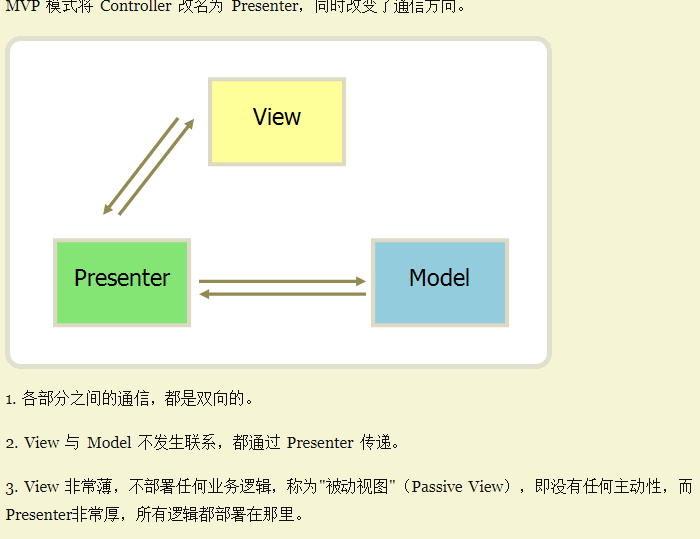 MVP 模式将 Controller 改名为 Presenter，同时改变了通信方向。
View
Presenter
Model
1. 各部分之间的通信，都是双向的。
2. View 与 Model 不发生联系，都通过 Presenter 传递。
3. View 非常薄，不部署任何业务逻辑，称为"被动视图"（Passive View），即没有任何主动性，而
Presenter非常厚，所有逻辑都部署在那里。